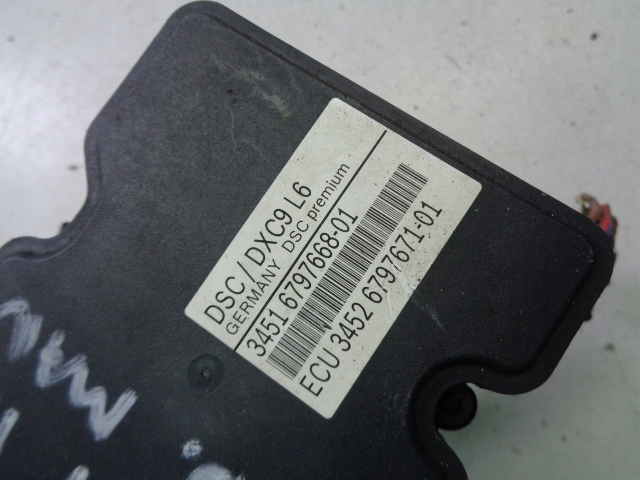 DSC / DXC9 L6
GERMANY DSC premium
3451 6797668-01
ECU 3452 6797671-01